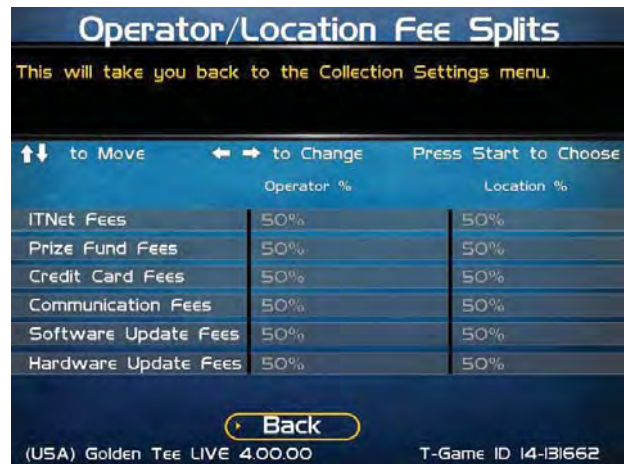 Operator/Location Fee Splits
This will take you back to the Collection Settings menu.
to Move to Change Press Start to Choose
Operator % Location %
ITNet Fees 50% 50%
Prize Fund Fees 50% 50%
Credit Card Fees 50% 50%
Communication Fees 50% 50%
Software Update Fees 50% 50%
Hardware Update Fees 50% 50%
Back
(USA) Golden Tee LIVE 4.00.00 T-Game ID 14-131662